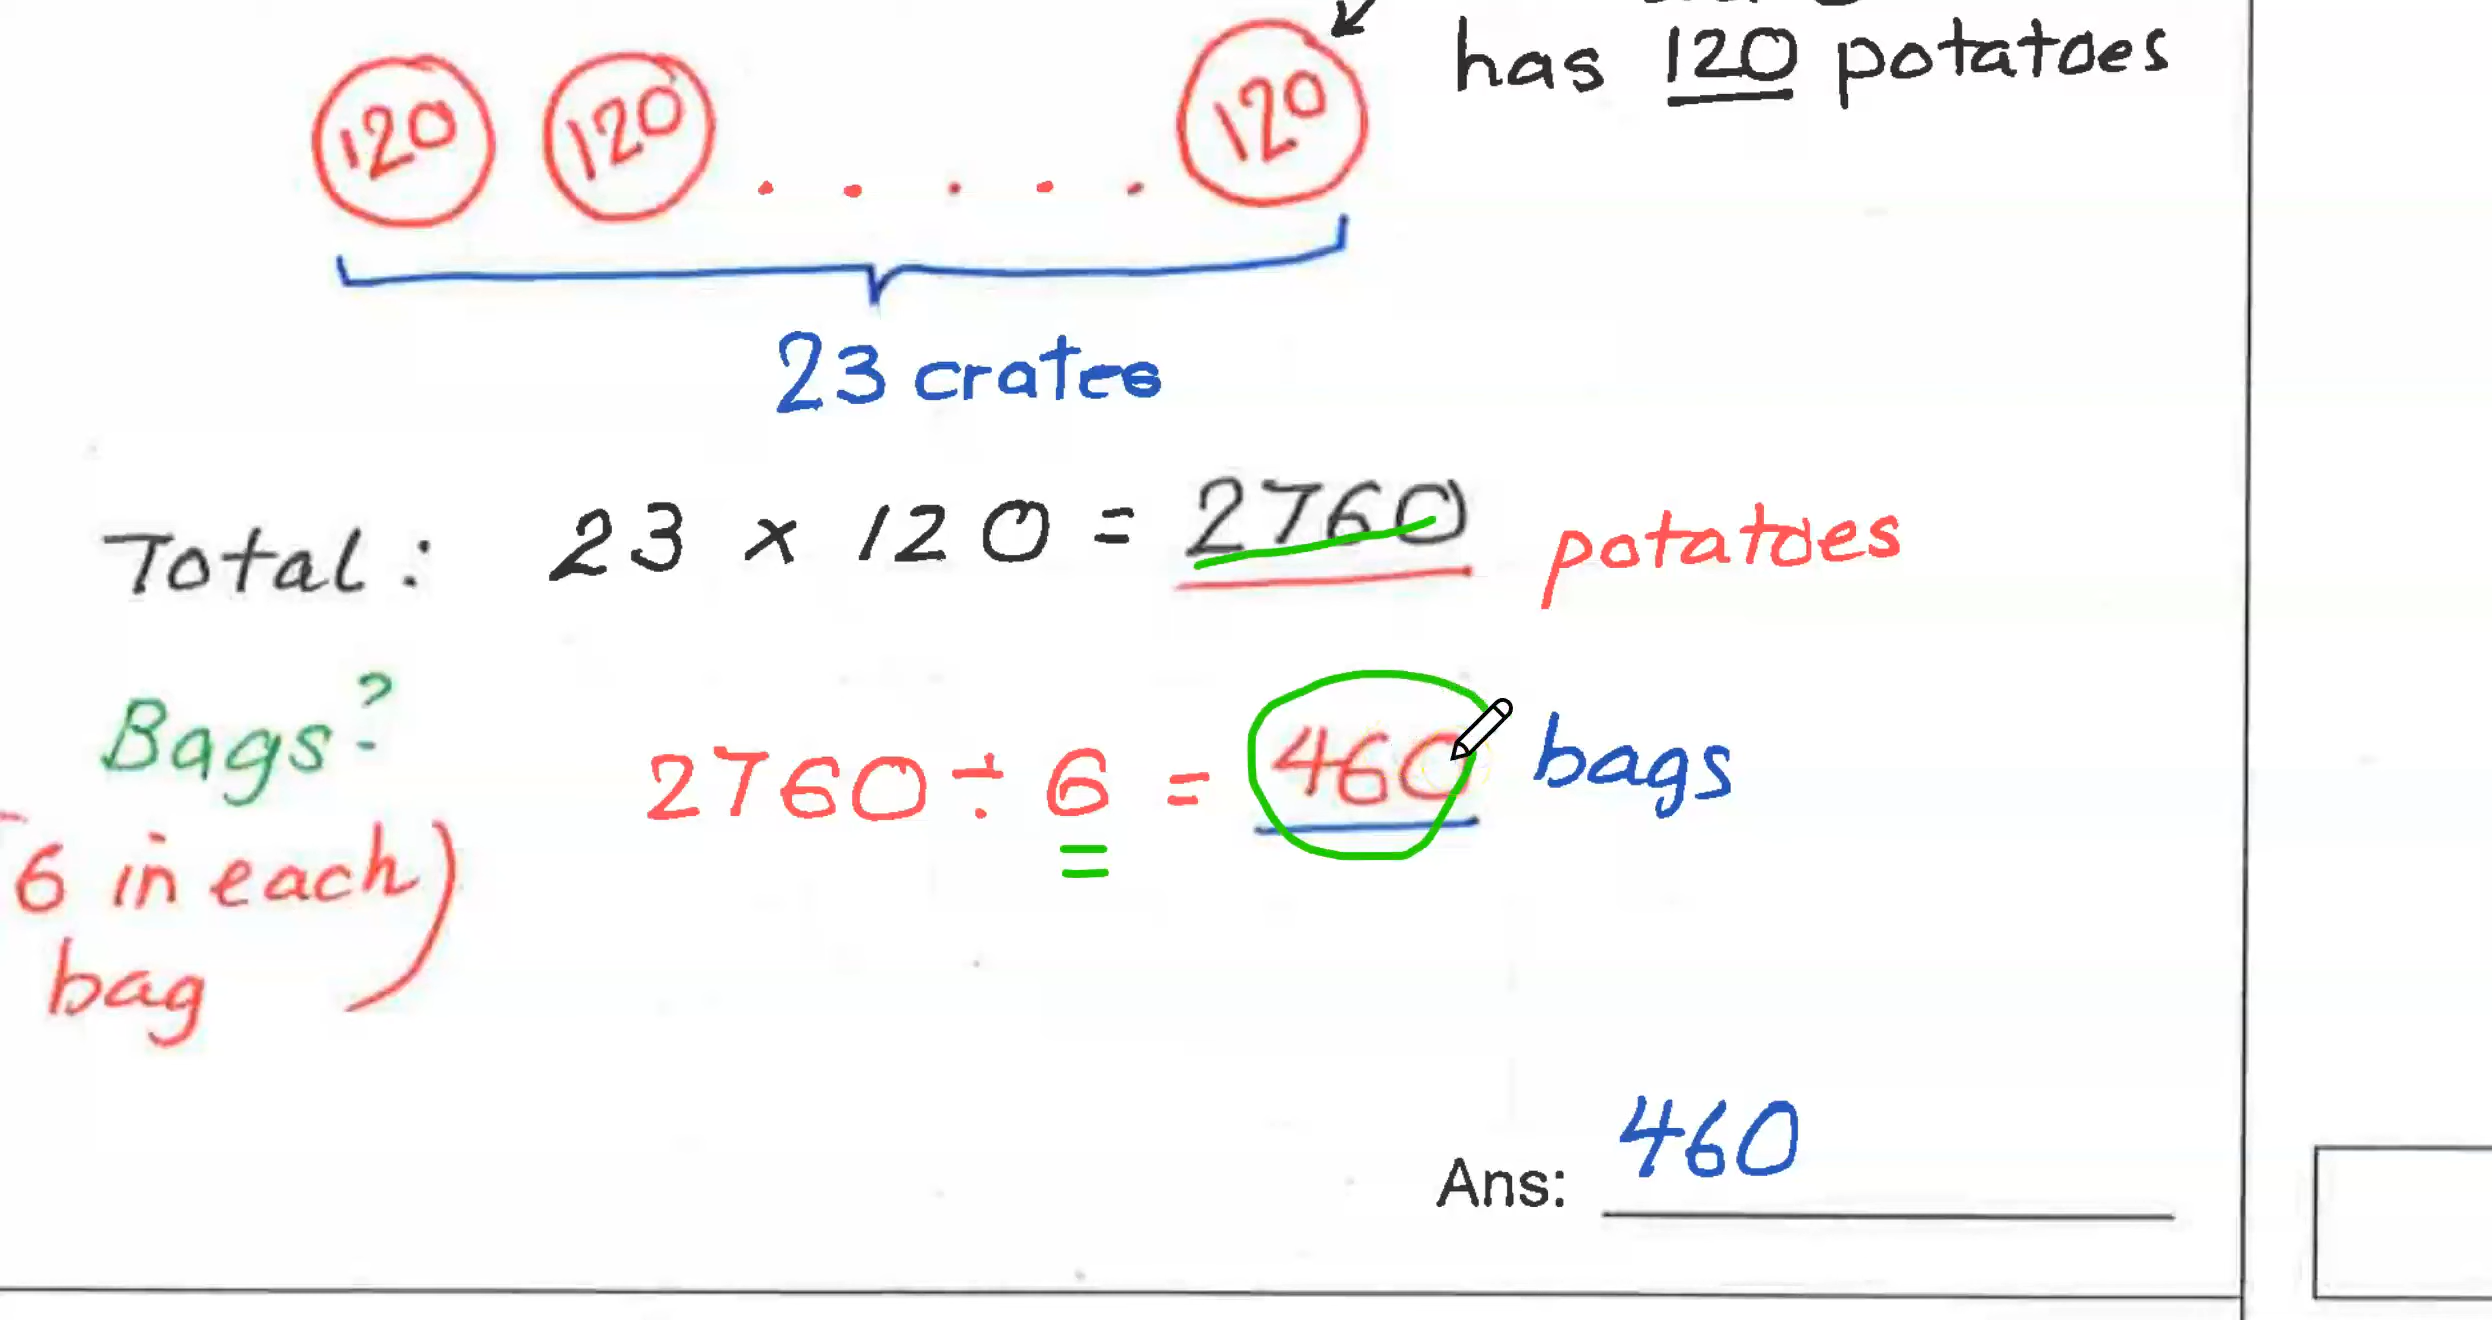 has 120 potatoes
120 120 . . . . . 120
23 crates
Total: 23 × 120 = 2760 potatoes
Bags? 2760 ÷ 6 = 460 bags
6 in each)
bag
460
Ans: